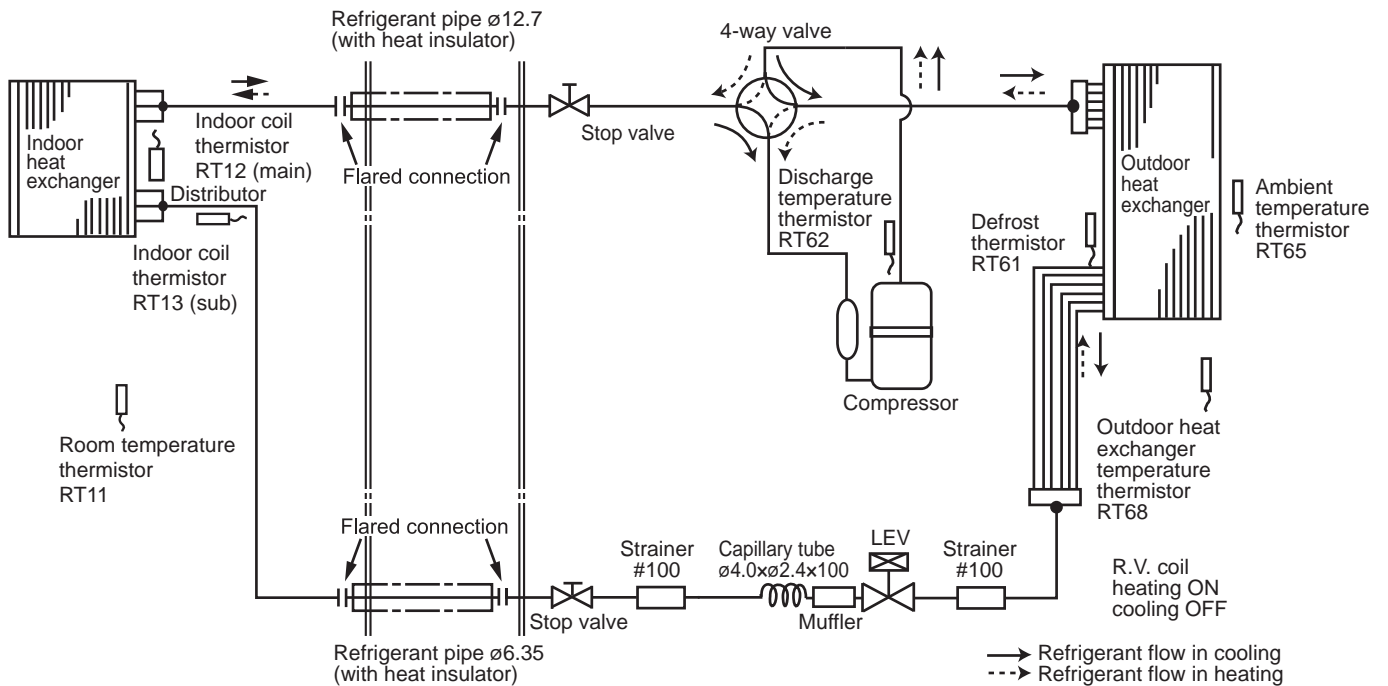 Refrigerant pipe ø12.7
(with heat insulator)
4-way valve
Indoor
heat
exchanger
Indoor coil
thermistor
RT12 (main)
Flared connection
Stop valve
Distributor
Indoor coil
thermistor
RT13 (sub)
Discharge
temperature
thermistor
RT62
Compressor
Defrost
thermistor
RT61
Outdoor
heat
exchanger
Ambient
temperature
thermistor
RT65
Room temperature
thermistor
RT11
Outdoor heat
exchanger
temperature
thermistor
RT68
Flared connection
Stop valve
Strainer
#100
Capillary tube
ø4.0×ø2.4×100
Muffler
LEV
Strainer
#100
R.V. coil
heating ON
cooling OFF
Refrigerant pipe ø6.35
(with heat insulator)
Refrigerant flow in cooling
Refrigerant flow in heating